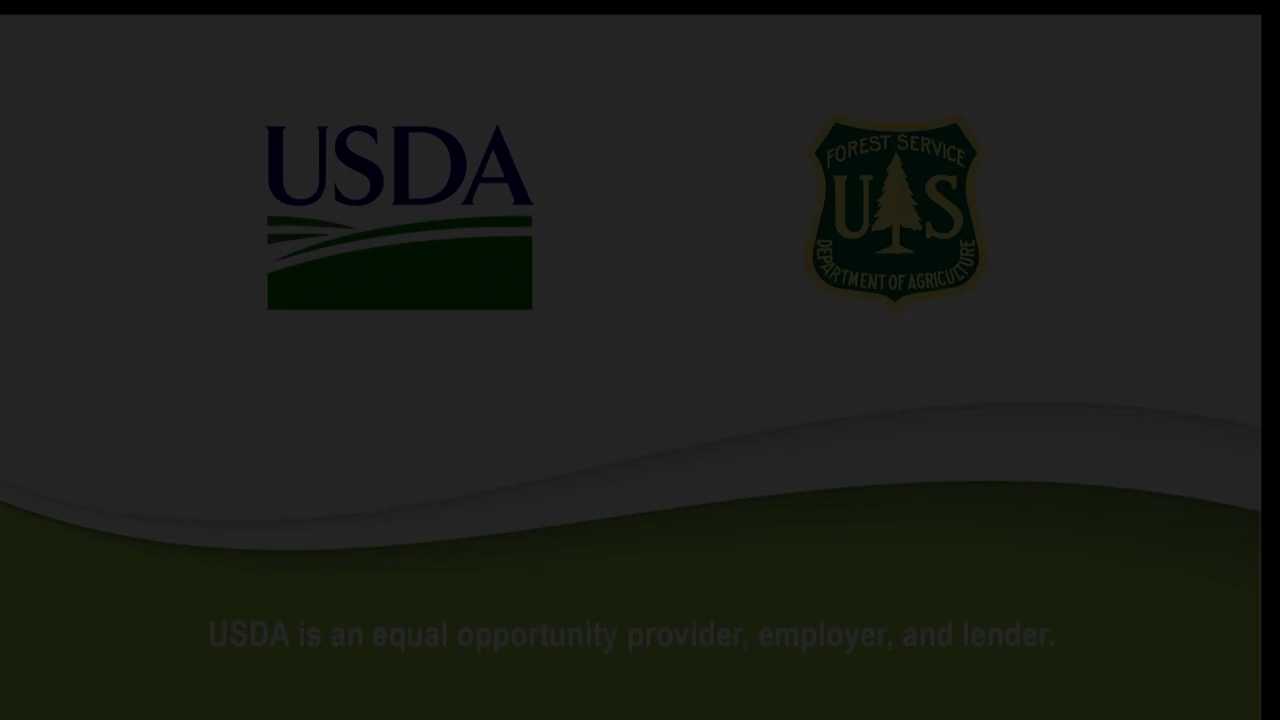 USDA
FOREST SERVICE
U S
DEPARTMENT OF AGRICULTURE
USDA is an equal opportunity provider, employer, and lender.